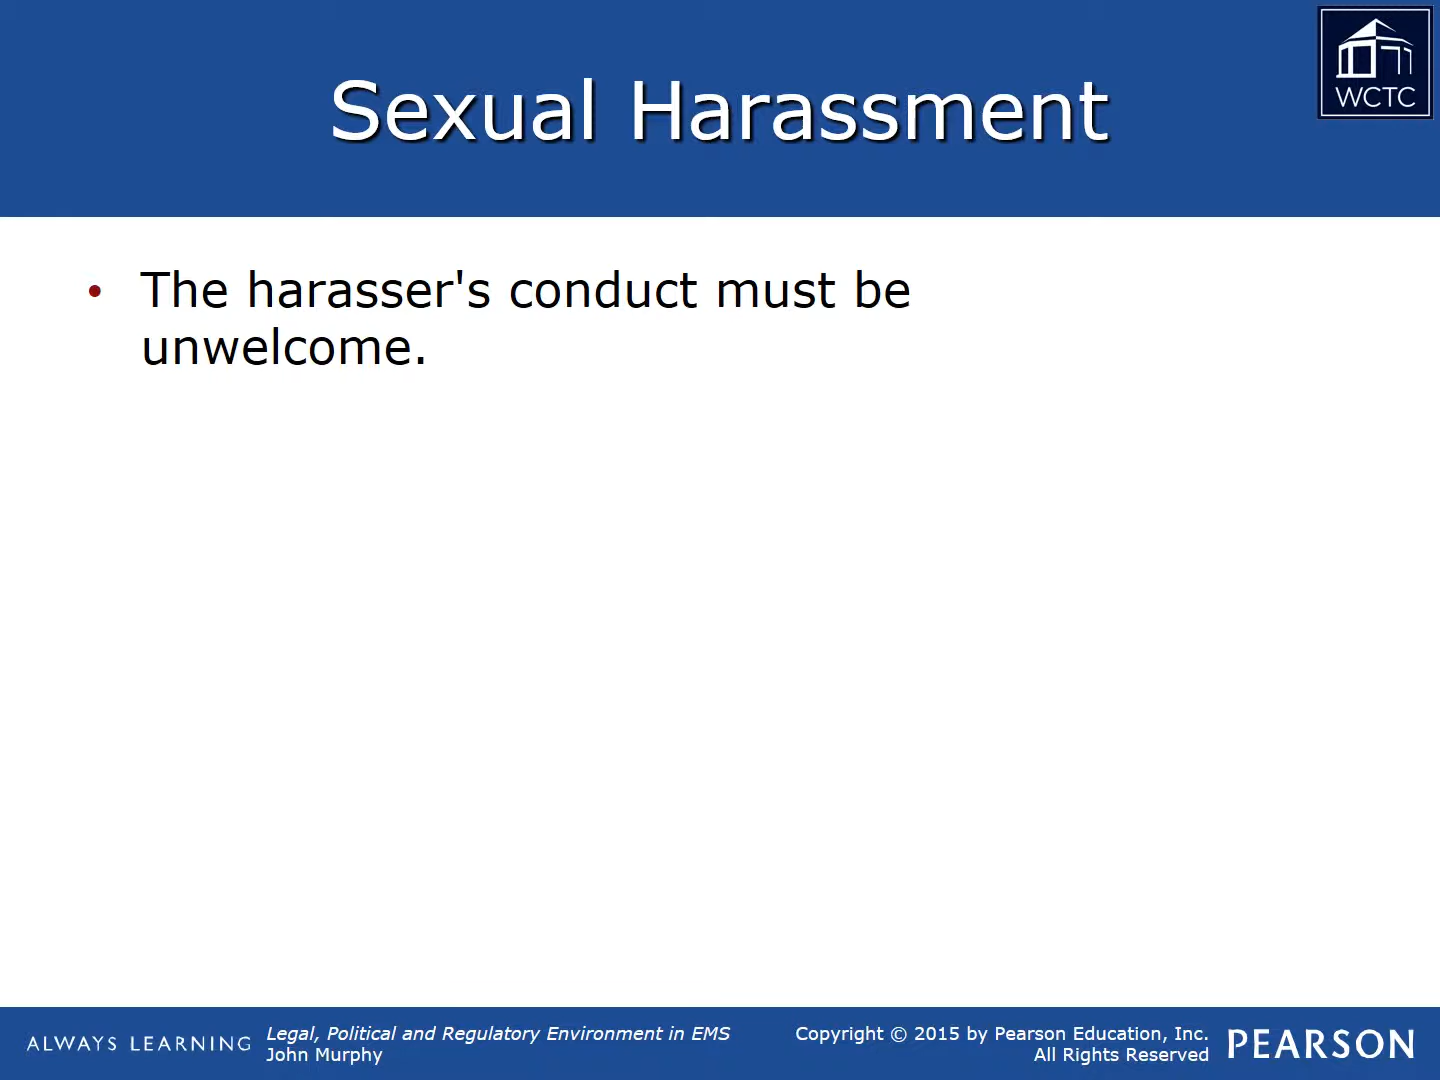 WCTC
Sexual Harassment
• The harasser's conduct must be
unwelcome.
ALWAYS LEARNING
Legal, Political and Regulatory Environment in EMS
John Murphy
Copyright © 2015 by Pearson Education, Inc.
All Rights Reserved
PEARSON